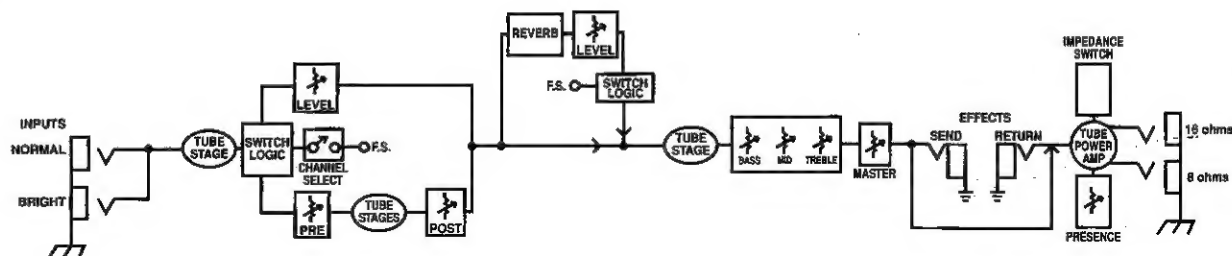 INPUTS
NORMAL
BRIGHT
TUBE
STAGE
SWITCH
LOGIC
LEVEL
CHANNEL
SELECT
F.S.
PRE
TUBE
STAGES
POST
REVERB
LEVEL
F.S.
SWITCH
LOGIC
TUBE
STAGE
BASS
MID
TREBLE
MASTER
EFFECTS
SEND
RETURN
IMPEDANCE
SWITCH
TUBE
POWER
AMP
PRESENCE
16 ohms
8 ohms